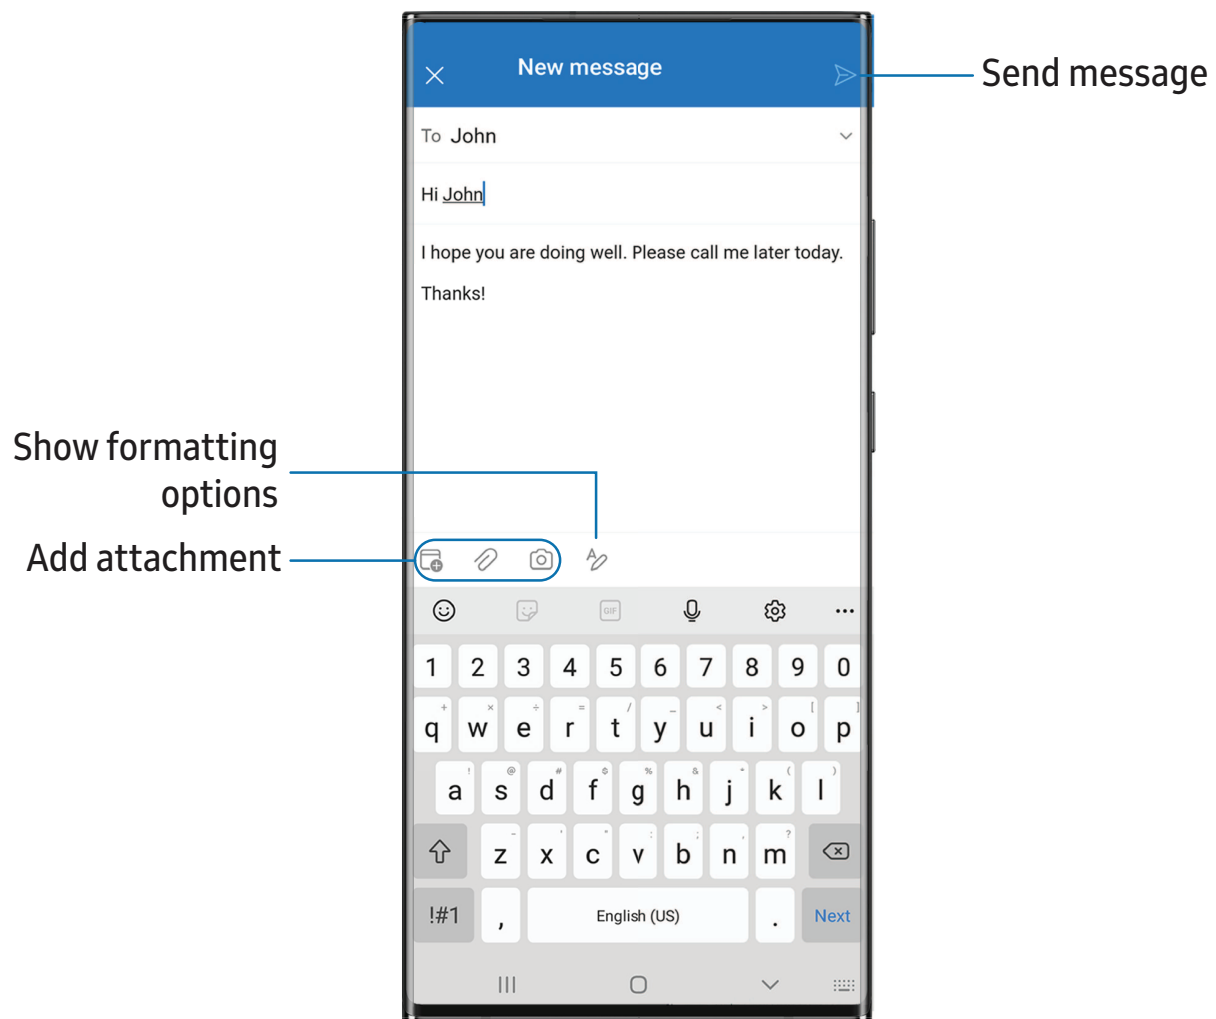 New message
Send message
To John
Hi John
I hope you are doing well. Please call me later today.
Thanks!
Show formatting
options
Add attachment
GIF
1 2 3 4 5 6 7 8 9 0
+ × ÷ = / _ < > [ ]
q w e r t y u i o p
! @ # $ % & * ( )
a s d f g h j k l
- ' " : ; , ?
z x c v b n m
!#1 , English (US) . Next